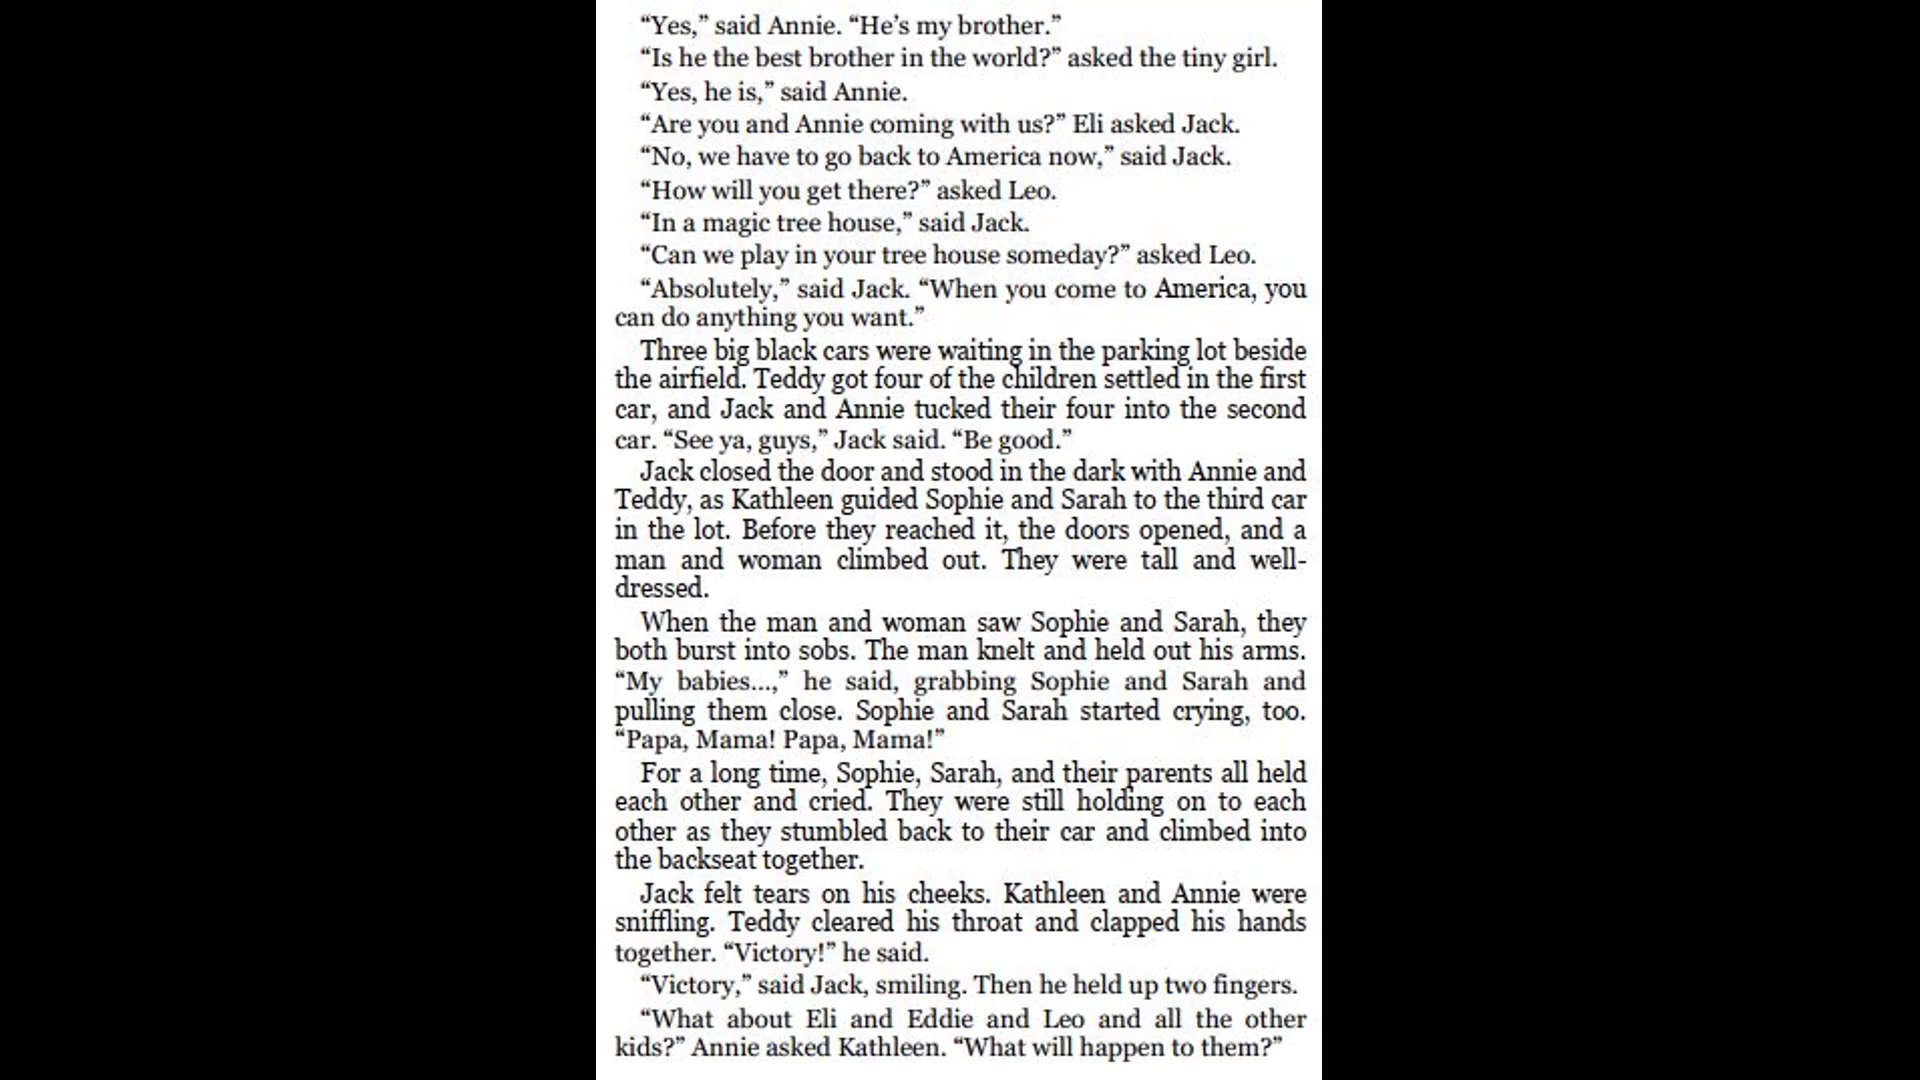 “Yes,” said Annie. “He’s my brother.”
“Is he the best brother in the world?” asked the tiny girl.
“Yes, he is,” said Annie.
“Are you and Annie coming with us?” Eli asked Jack.
“No, we have to go back to America now,” said Jack.
“How will you get there?” asked Leo.
“In a magic tree house,” said Jack.
“Can we play in your tree house someday?” asked Leo.
“Absolutely,” said Jack. “When you come to America, you
can do anything you want.”
Three big black cars were waiting in the parking lot beside
the airfield. Teddy got four of the children settled in the first
car, and Jack and Annie tucked their four into the second
car. “See ya, guys,” Jack said. “Be good.”
Jack closed the door and stood in the dark with Annie and
Teddy, as Kathleen guided Sophie and Sarah to the third car
in the lot. Before they reached it, the doors opened, and a
man and woman climbed out. They were tall and well-
dressed.
When the man and woman saw Sophie and Sarah, they
both burst into sobs. The man knelt and held out his arms.
“My babies...,” he said, grabbing Sophie and Sarah and
pulling them close. Sophie and Sarah started crying, too.
“Papa, Mama! Papa, Mama!”
For a long time, Sophie, Sarah, and their parents all held
each other and cried. They were still holding on to each
other as they stumbled back to their car and climbed into
the backseat together.
Jack felt tears on his cheeks. Kathleen and Annie were
sniffling. Teddy cleared his throat and clapped his hands
together. “Victory!” he said.
“Victory,” said Jack, smiling. Then he held up two fingers.
“What about Eli and Eddie and Leo and all the other
kids?” Annie asked Kathleen. “What will happen to them?”